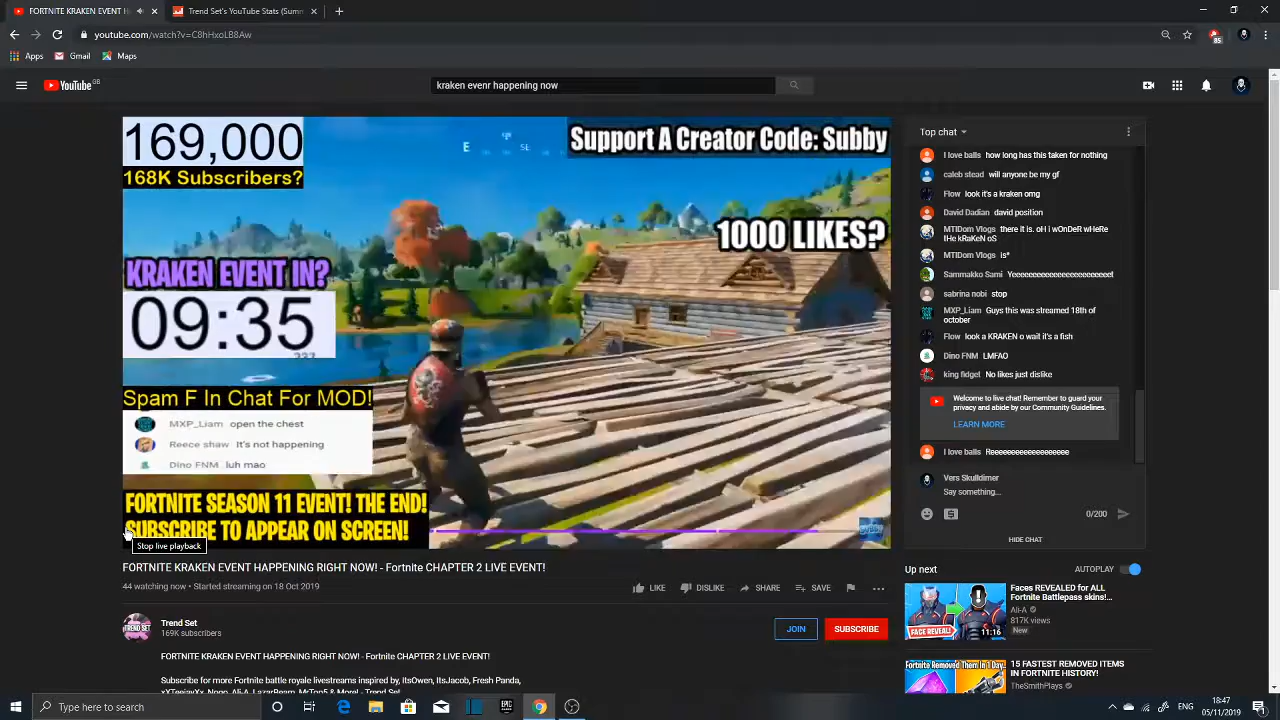 FORTNITE KRAKEN EVENT H
Trend Set's YouTube Stats (Summ
youtube.com/watch?v=C8hHxoLB8Aw
85
Apps
Gmail
Maps
YouTube GB
kraken evenr happening now
169,000
168K Subscribers?
E
SE
Support A Creator Code: Subby
1000 LIKES?
KRAKEN EVENT IN?
09:35
Spam F In Chat For MOD!
MXP_Liam open the chest
Reece shaw It's not happening
Dino FNM luh mao
FORTNITE SEASON 11 EVENT! THE END!
SUBSCRIBE TO APPEAR ON SCREEN!
Stop live playback
Top chat
I love balls how long has this taken for nothing
caleb stead will anyone be my gf
Flow look it's a kraken omg
David Dadian david position
MTIDom Vlogs there it is. oH i wOnDeR wHeRe
tHe kRaKeN oS
MTIDom Vlogs is*
Sammakko Sami Yeeeeeeeeeeeeeeeeeeeeeeet!
sabrina nobi stop
MXP_Liam Guys this was streamed 18th of
october
Flow look a KRAKEN o wait it's a fish
Dino FNM LMFAO
king fidget No likes just dislike
Welcome to live chat! Remember to guard your
privacy and abide by our Community Guidelines.
LEARN MORE
I love balls Reeeeeeeeeeeeeeeeeee
Vers Skulldimer
Say something...
0/200
HIDE CHAT
FORTNITE KRAKEN EVENT HAPPENING RIGHT NOW! - Fortnite CHAPTER 2 LIVE EVENT!
44 watching now • Started streaming on 18 Oct 2019
LIKE
DISLIKE
SHARE
SAVE
Trend Set
169K subscribers
JOIN
SUBSCRIBE
FORTNITE KRAKEN EVENT HAPPENING RIGHT NOW! - Fortnite CHAPTER 2 LIVE EVENT!
Subscribe for more Fortnite battle royale livestreams inspired by, ItsOwen, ItsJacob, Fresh Panda,
Up next
AUTOPLAY
FACE REVEAL!
11:16
Faces REVEALED for ALL
Fortnite Battlepass skins!...
Ali-A
817K views
New
Fortnite Removed Them In 1 Day
15 FASTEST REMOVED ITEMS
IN FORTNITE HISTORY!
TheSmithPlays
Type here to search
EPIC
ENG
18:47
05/11/2019